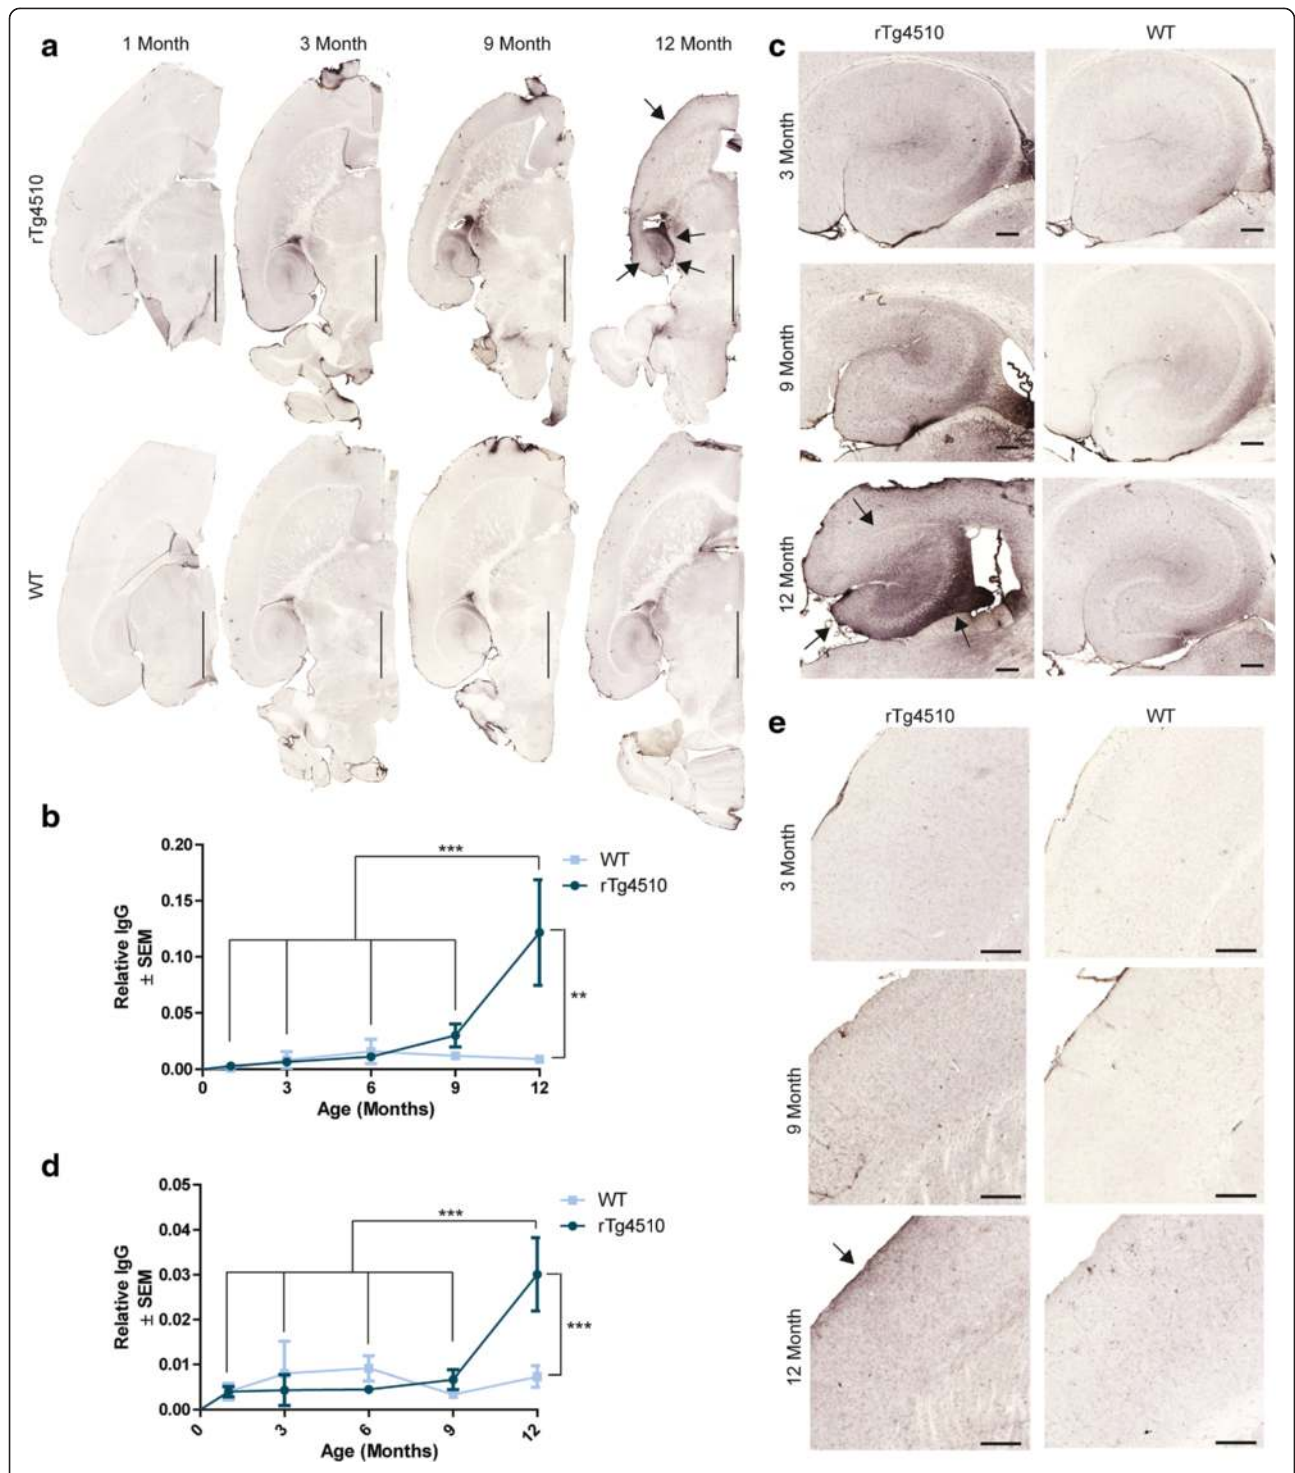 a
1 Month
3 Month
9 Month
12 Month
rTg4510
WT
c
rTg4510
WT
3 Month
9 Month
12 Month
b
0.20
0.15
0.10
0.05
0.00
Relative IgG
± SEM
0
3
6
9
12
Age (Months)
***
**
WT
rTg4510
d
0.05
0.04
0.03
0.02
0.01
0.00
Relative IgG
± SEM
0
3
6
9
12
Age (Months)
***
***
WT
rTg4510
e
rTg4510
WT
3 Month
9 Month
12 Month